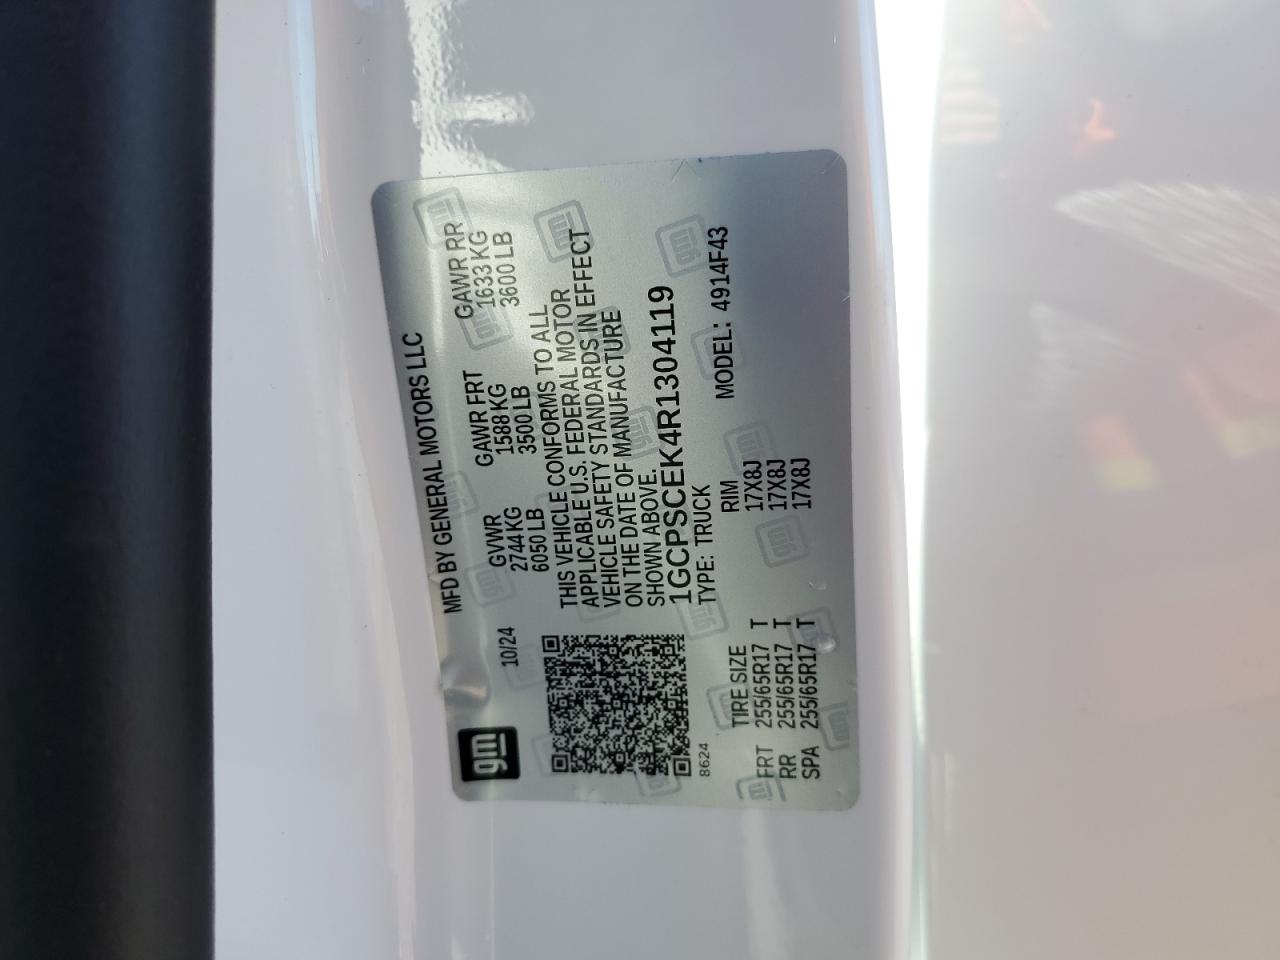 gm
10/24
MFD BY GENERAL MOTORS LLC
GVWR GAWR FRT GAWR RR
2744 KG 1588 KG 1633 KG
6050 LB 3500 LB 3600 LB
THIS VEHICLE CONFORMS TO ALL
APPLICABLE U.S. FEDERAL MOTOR
VEHICLE SAFETY STANDARDS IN EFFECT
ON THE DATE OF MANUFACTURE
SHOWN ABOVE.
1GCPSCEK4R1304119
8624
TYPE: TRUCK MODEL: 4914F43
TIRE SIZE RIM
FRT 255/65R17 T 17X8J
RR 255/65R17 T 17X8J
SPA 255/65R17 T 17X8J